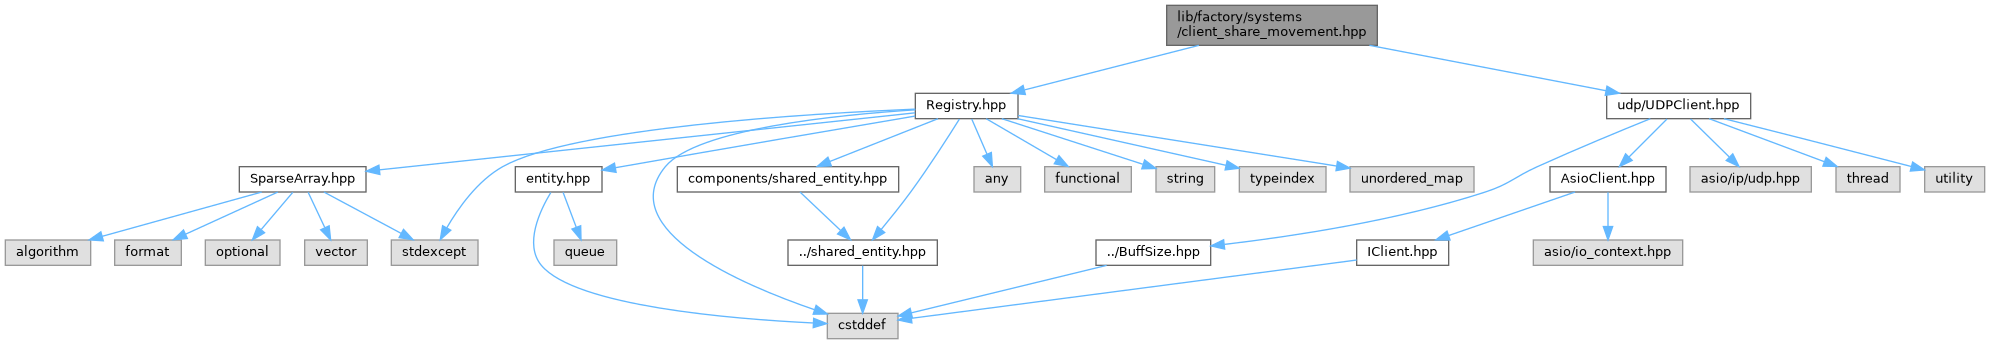 lib/factory/systems
/client_share_movement.hpp
Registry.hpp
udp/UDPClient.hpp
SparseArray.hpp
entity.hpp
components/shared_entity.hpp
any
functional
string
typeindex
unordered_map
AsioClient.hpp
asio/ip/udp.hpp
thread
utility
algorithm
format
optional
vector
stdexcept
queue
../shared_entity.hpp
../BuffSize.hpp
IClient.hpp
asio/io_context.hpp
cstddef